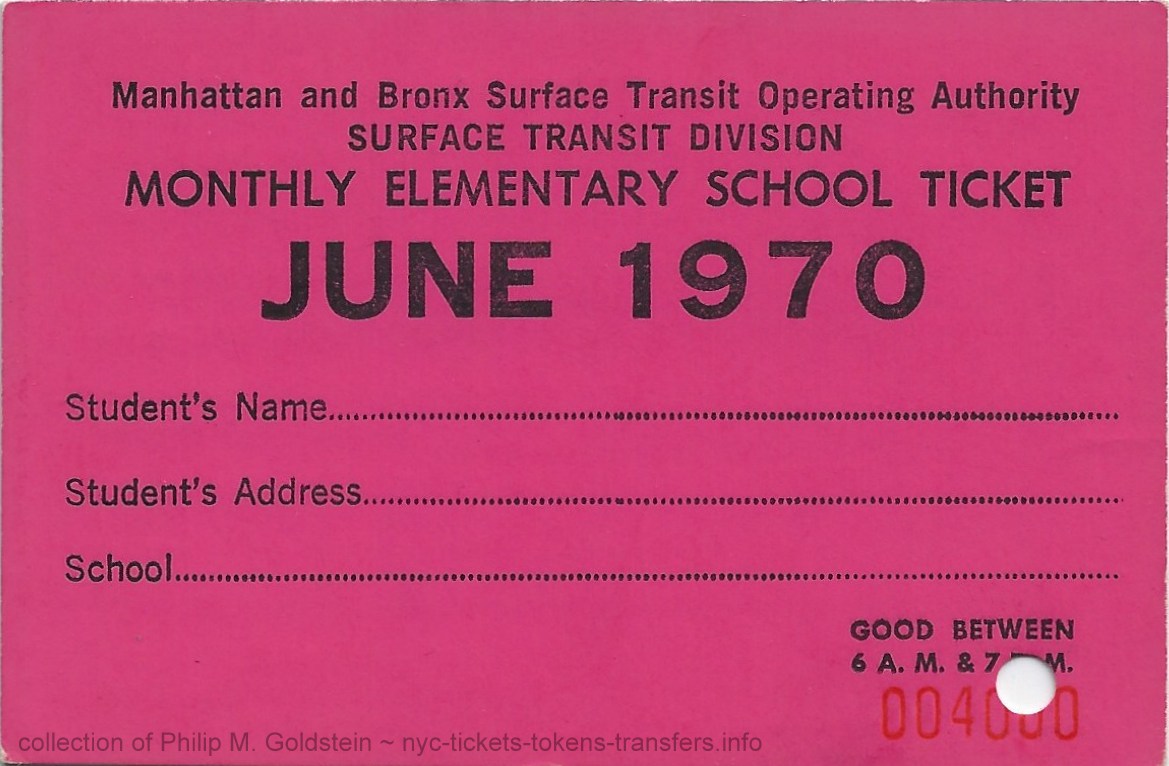 Manhattan and Bronx Surface Transit Operating Authority
SURFACE TRANSIT DIVISION
MONTHLY ELEMENTARY SCHOOL TICKET
JUNE 1970
Student's Name
Student's Address
School
GOOD BETWEEN
6 A. M. & 7 M.
004000
collection of Philip M. Goldstein ~ nyc-tickets-tokens-transfers.info